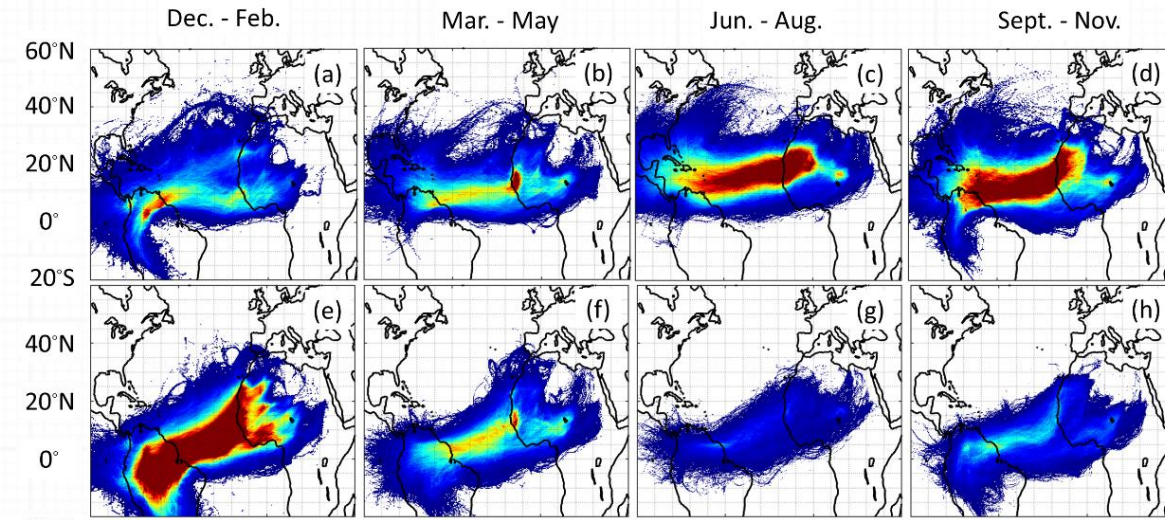 Dec. - Feb. Mar. - May Jun. - Aug. Sept. - Nov.
60°N (a) (b) (c) (d)
40°N
20°N
0°
20°S
(e) (f) (g) (h)
40°N
20°N
0°